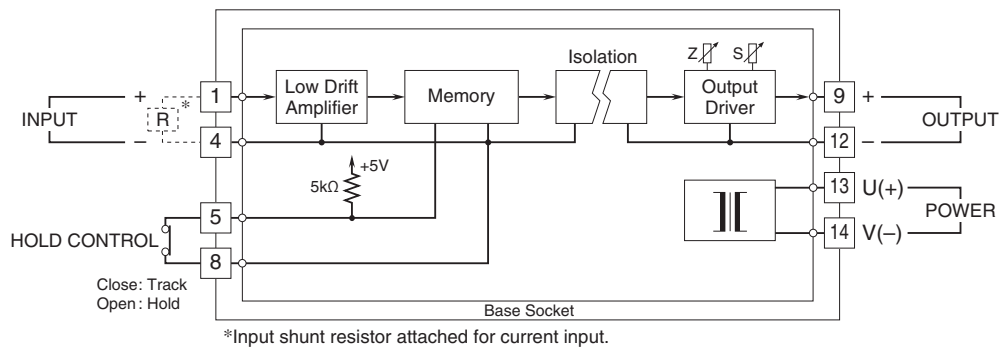 Isolation
Z S
+ 1 Low Drift
Amplifier Memory Output
Driver 9 +
INPUT R * OUTPUT
– 4 12 –
+5V
5kΩ 13 U(+)
POWER
5 14 V(–)
HOLD CONTROL
8
Close: Track
Open: Hold
Base Socket
*Input shunt resistor attached for current input.